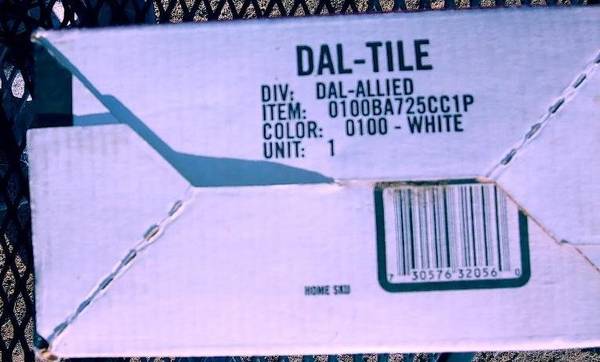 DAL-TILE
DIV: DAL-ALLIED
ITEM: 0100BA725CC1P
COLOR: 0100 - WHITE
UNIT: 1
7 30576 32056 0
HOME SKU